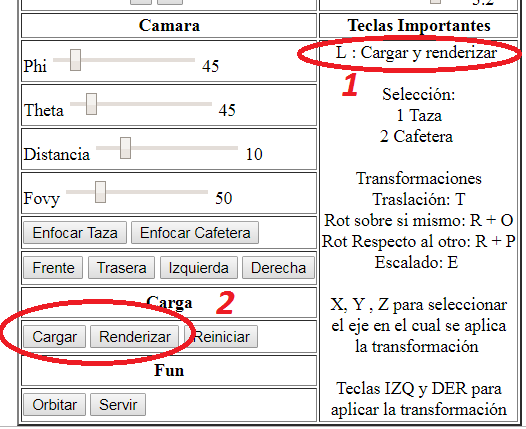 3.2
Camara
Phi 45
Theta 45
Distancia 10
Fovy 50
Enfocar Taza Enfocar Cafetera
Frente Trasera Izquierda Derecha
Carga 2
Cargar Renderizar Reiniciar
Fun
Orbitar Servir
Teclas Importantes
L : Cargar y renderizar
1
Selección:
1 Taza
2 Cafetera
Transformaciones
Traslación: T
Rot sobre si mismo: R + O
Rot Respecto al otro: R + P
Escalado: E
X, Y , Z para seleccionar
el eje en el cual se aplica
la transformación
Teclas IZQ y DER para
aplicar la transformación